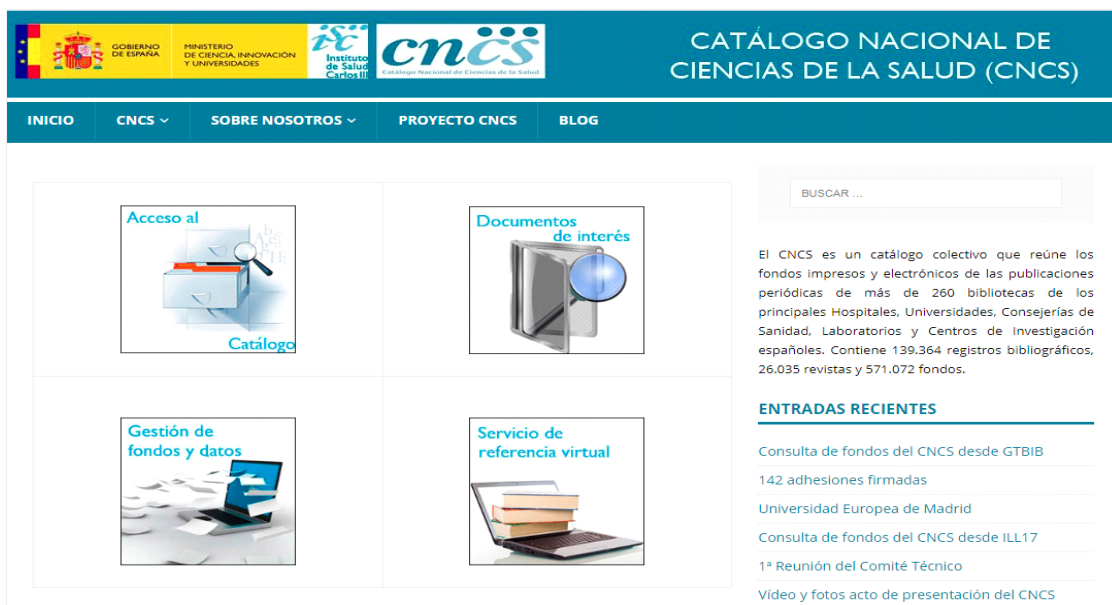 GOBIERNO
DE ESPAÑA
MINISTERIO
DE CIENCIA, INNOVACIÓN
Y UNIVERSIDADES
Instituto
de Salud
Carlos III
cncs
Catálogo Nacional de Ciencias de la Salud
CATÁLOGO NACIONAL DE
CIENCIAS DE LA SALUD (CNCS)
INICIO CNCS SOBRE NOSOTROS PROYECTO CNCS BLOG
Acceso al
Catálogo
Documentos
de interés
Gestión de
fondos y datos
Servicio de
referencia virtual
BUSCAR ...
El CNCS es un catálogo colectivo que reúne los
fondos impresos y electrónicos de las publicaciones
periódicas de más de 260 bibliotecas de los
principales Hospitales, Universidades, Consejerías de
Sanidad, Laboratorios y Centros de Investigación
españoles. Contiene 139.364 registros bibliográficos,
26.035 revistas y 571.072 fondos.
ENTRADAS RECIENTES
Consulta de fondos del CNCS desde GTBIB
142 adhesiones firmadas
Universidad Europea de Madrid
Consulta de fondos del CNCS desde ILL17
1ª Reunión del Comité Técnico
Vídeo y fotos acto de presentación del CNCS